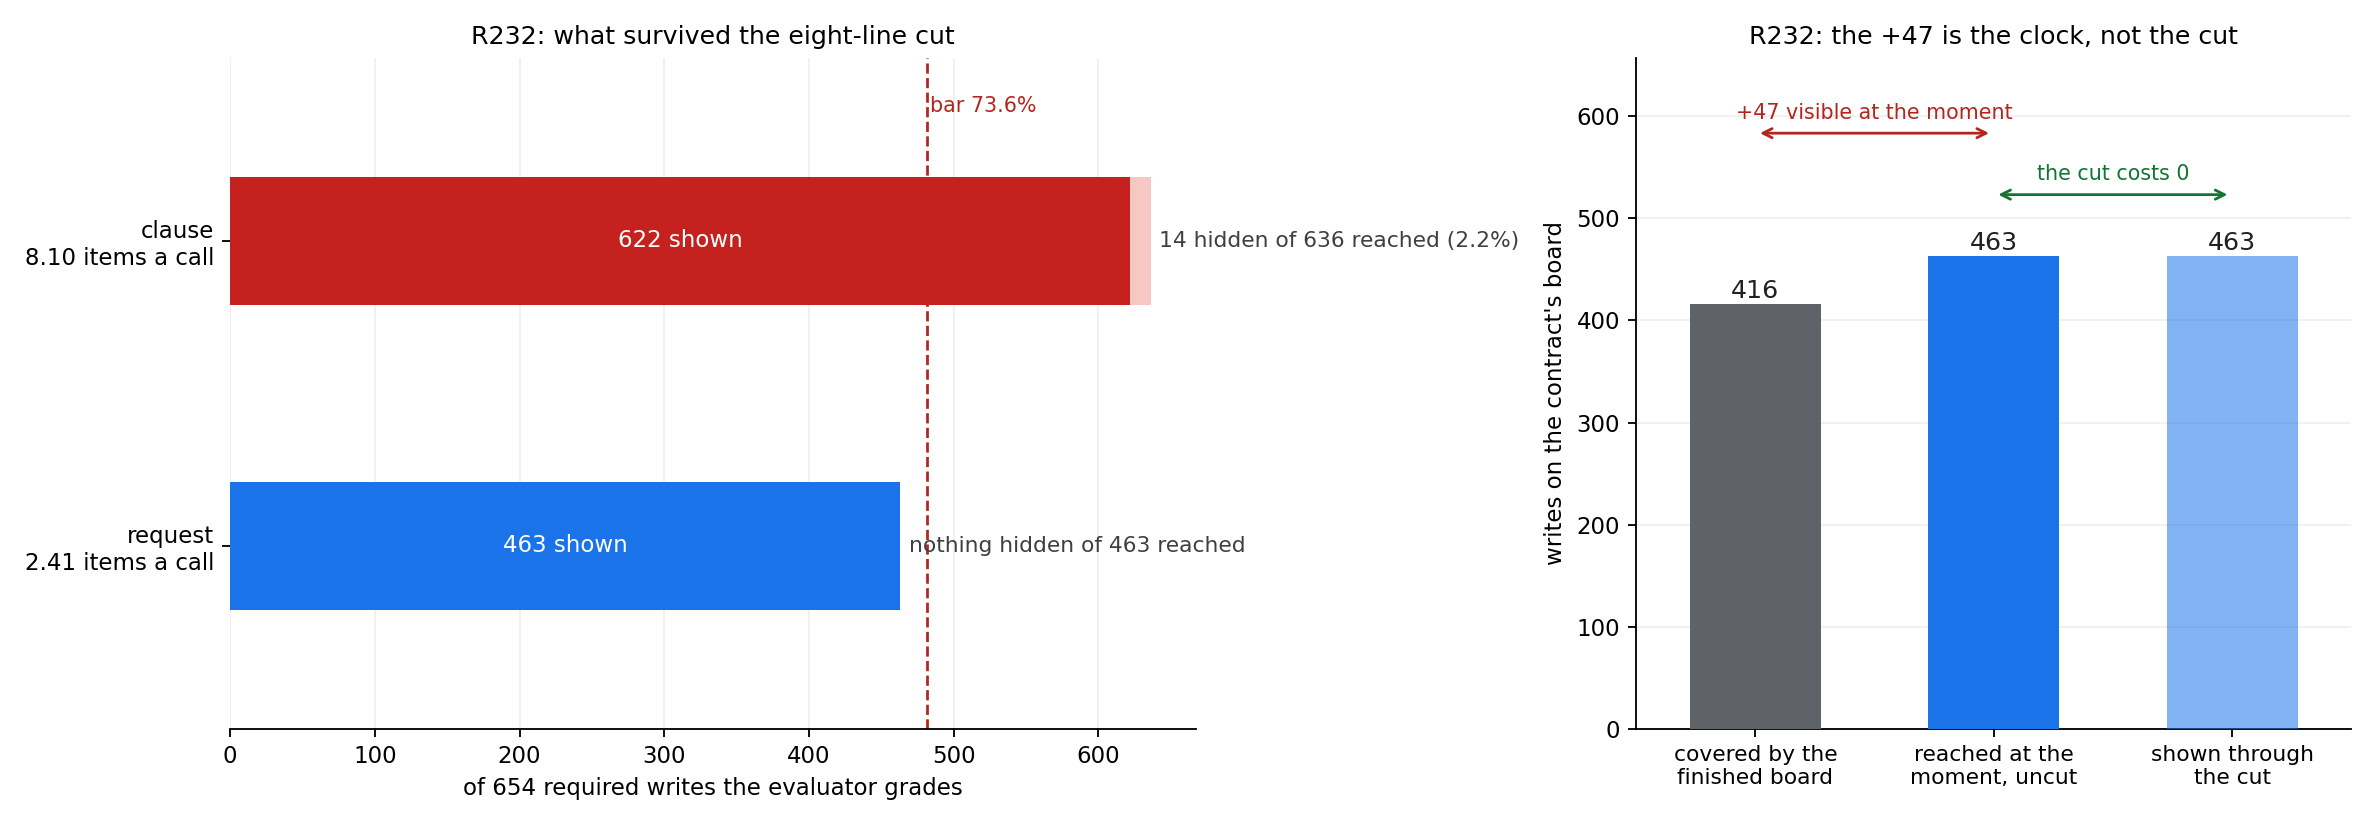 R232: what survived the eight-line cut
bar 73.6%
clause
8.10 items a call
622 shown
14 hidden of 636 reached (2.2%)
request
2.41 items a call
463 shown
nothing hidden of 463 reached
0 100 200 300 400 500 600
of 654 required writes the evaluator grades
R232: the +47 is the clock, not the cut
writes on the contract's board
600
500
400
300
200
100
0
+47 visible at the moment
the cut costs 0
416
463
463
covered by the
finished board
reached at the
moment, uncut
shown through
the cut